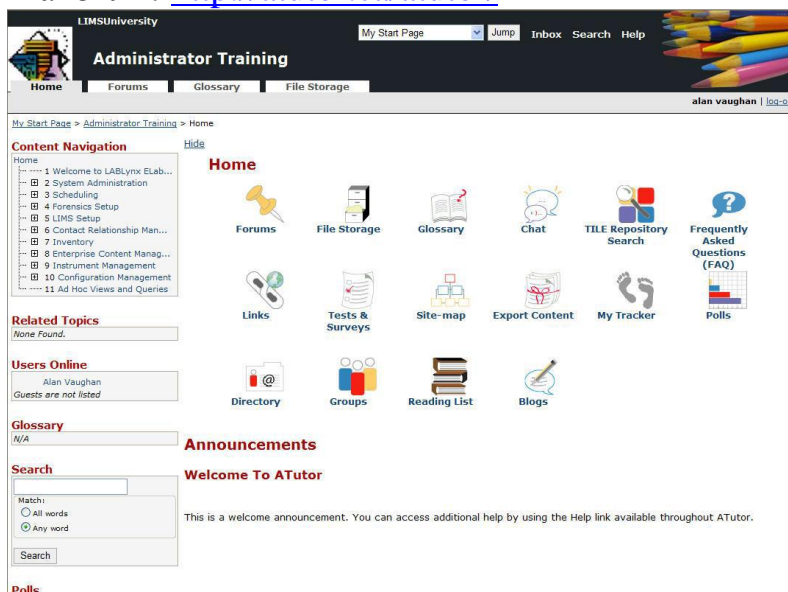 LIMSUniversity
My Start Page Jump Inbox Search Help
Administrator Training
Home Forums Glossary File Storage
alan vaughan | log-o
My Start Page > Administrator Training > Home
Content Navigation
Home
1 Welcome to LABLynx ELab...
2 System Administration
3 Scheduling
4 Forensics Setup
5 LIMS Setup
6 Contact Relationship Man...
7 Inventory
8 Enterprise Content Manag...
9 Instrument Management
10 Configuration Management
11 Ad Hoc Views and Queries
Related Topics
None Found.
Users Online
Alan Vaughan
Guests are not listed
Glossary
N/A
Search
Match:
All words
Any word
Search
Polls
Hide
Home
Forums File Storage Glossary Chat TILE Repository Search Frequently Asked Questions (FAQ)
Links Tests & Surveys Site-map Export Content My Tracker Polls
Directory Groups Reading List Blogs
Announcements
Welcome To ATutor
This is a welcome announcement. You can access additional help by using the Help link available throughout ATutor.